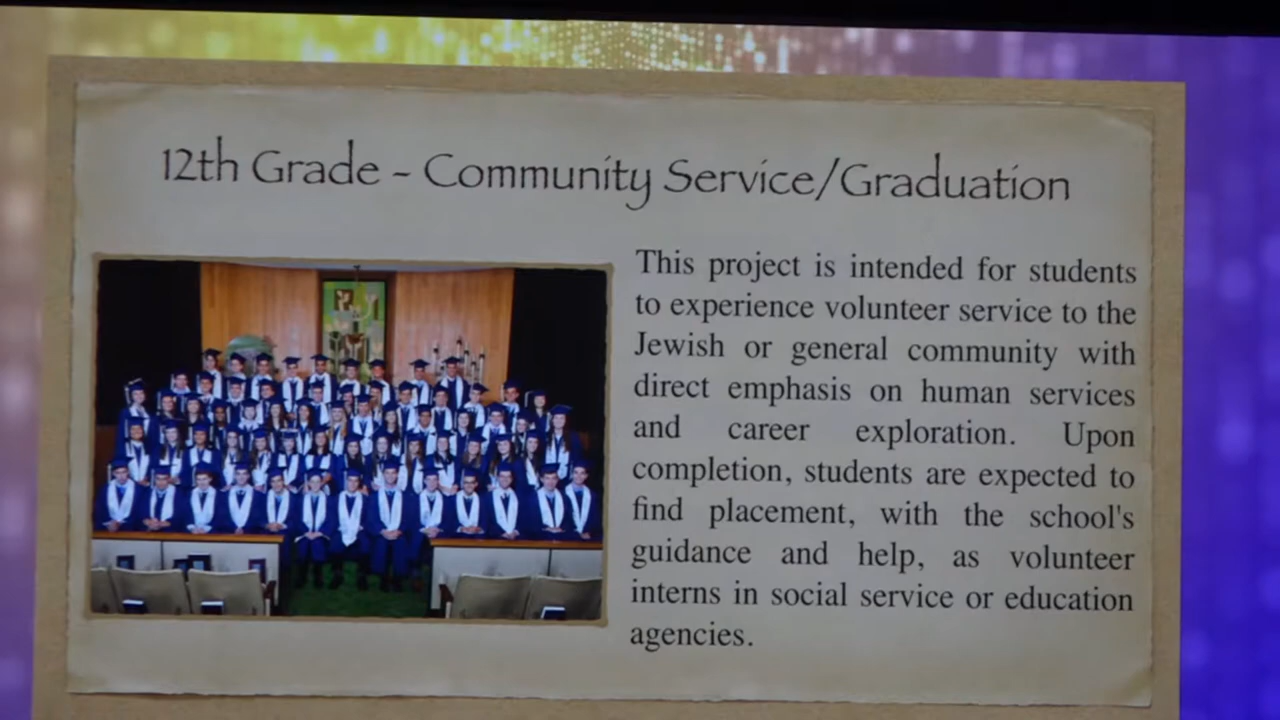 12th Grade - Community Service/Graduation
This project is intended for students
to experience volunteer service to the
Jewish or general community with
direct emphasis on human services
and career exploration. Upon
completion, students are expected to
find placement, with the school's
guidance and help, as volunteer
interns in social service or education
agencies.